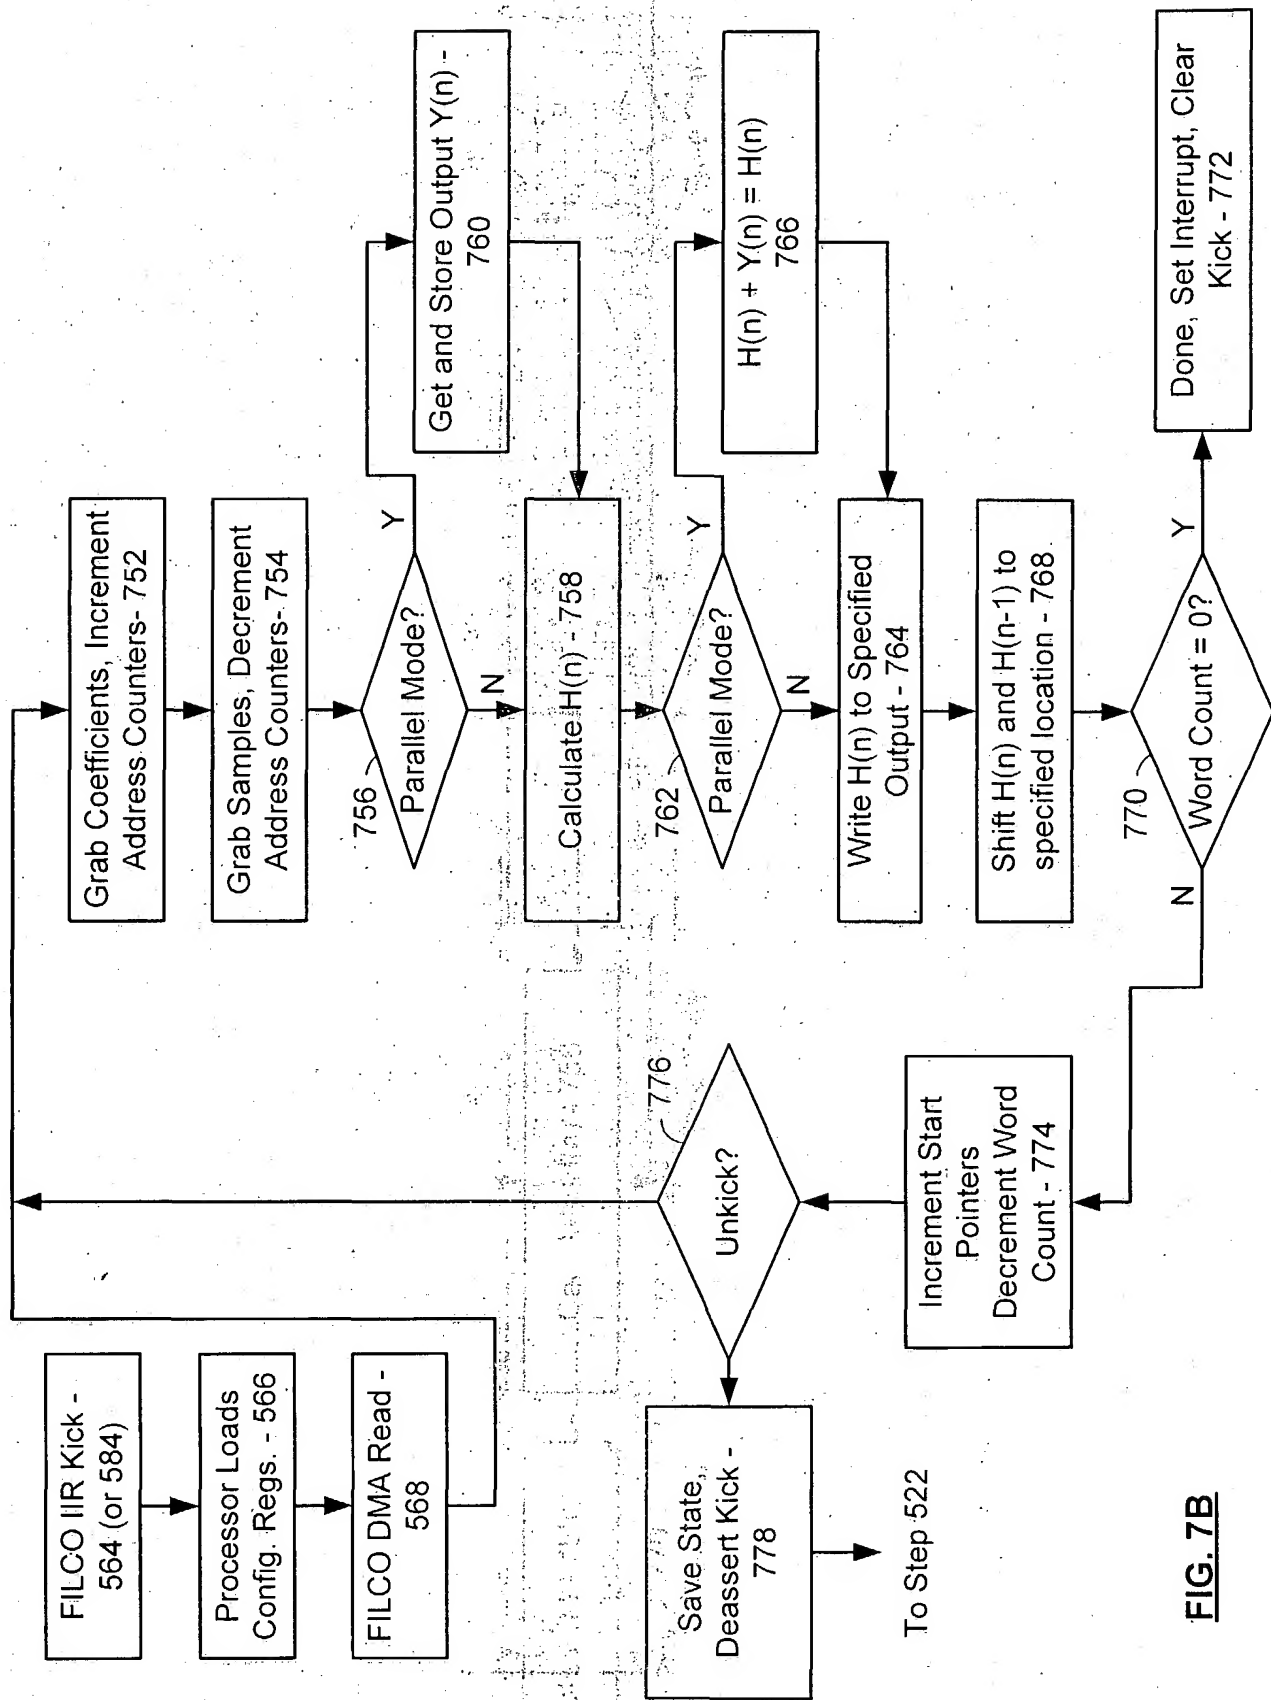 FILCO IIR Kick -
564 (or 584)
Processor Loads
Config. Regs. - 566
FILCO DMA Read -
568
Grab Coefficients, Increment
Address Counters- 752
Grab Samples, Decrement
Address Counters- 754
756
Parallel Mode?
Y
N
Get and Store Output Y(n) -
760
Calculate H(n) - 758
762
Parallel Mode?
Y
N
H(n) + Y(n) = H(n)
766
Write H(n) to Specified
Output - 764
Shift H(n) and H(n-1) to
specified location - 768
770
Word Count = 0?
Y
N
Done, Set Interrupt, Clear
Kick - 772
Increment Start
Pointers
Decrement Word
Count - 774
776
Unkick?
Save State,
Deassert Kick -
778
To Step 522
FIG. 7B